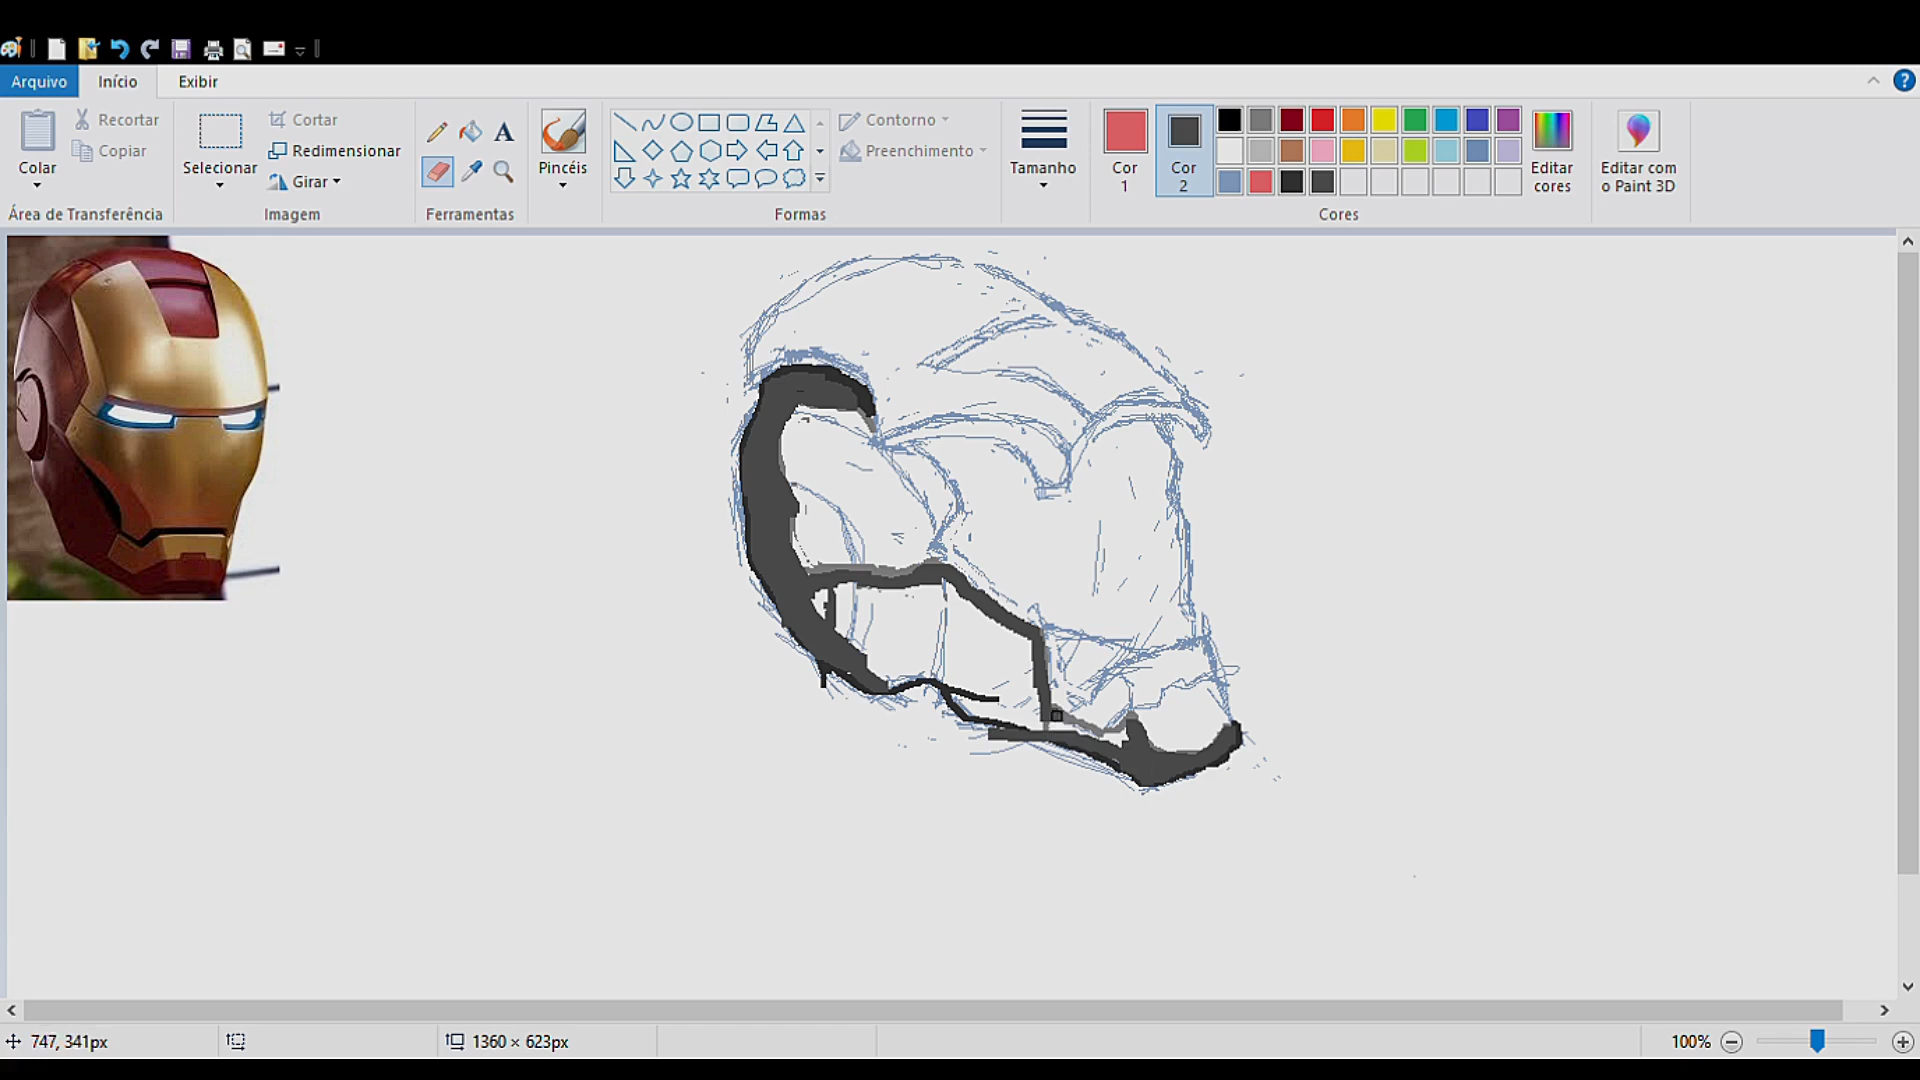 Arquivo Início Exibir
Colar
Recortar
Copiar
Área de Transferência
Selecionar
Cortar
Redimensionar
Girar
Imagem
A
Ferramentas
Pincéis
Contorno
Preenchimento
Formas
Tamanho
Cor
1
Cor
2
Editar
cores
Cores
Editar com
o Paint 3D
?
747, 341px
1360 × 623px
100%